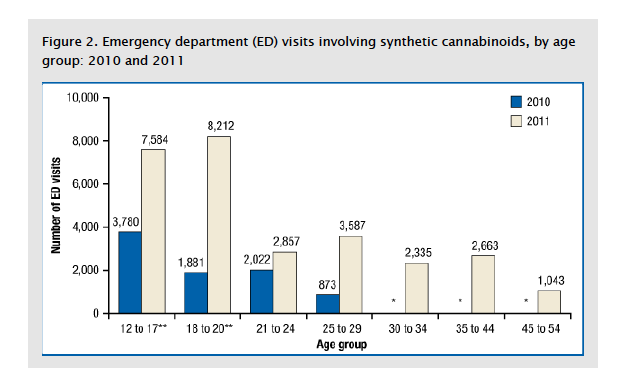 Figure 2. Emergency department (ED) visits involving synthetic cannabinoids, by age
group: 2010 and 2011
10,000
8,000
6,000
4,000
2,000
0
Number of ED visits
2010
2011
3,780
7,584
1,881
8,212
2,022
2,857
873
3,587
*
2,335
*
2,663
*
1,043
12 to 17**
18 to 20**
21 to 24
25 to 29
30 to 34
35 to 44
45 to 54
Age group